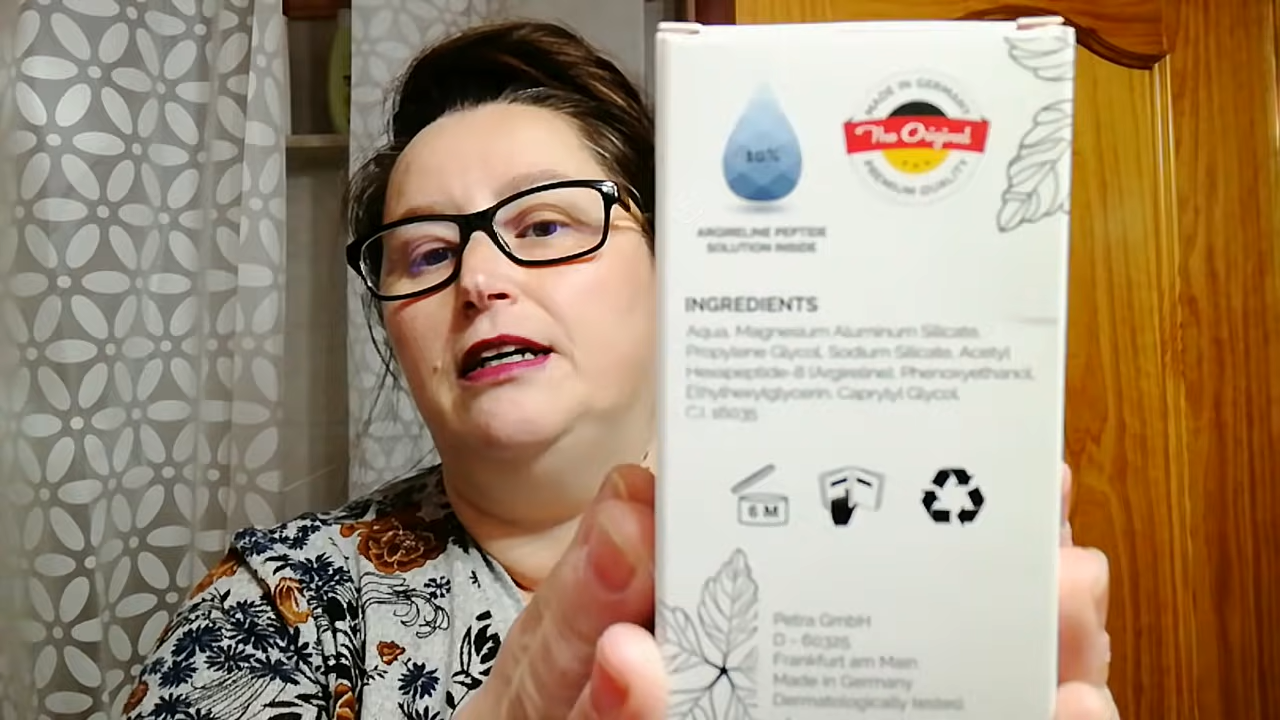 10%
ARGIRELINE PEPTIDE
SOLUTION INSIDE
MADE IN GERMANY
The Original
PREMIUM QUALITY
INGREDIENTS
Aqua, Magnesium Aluminum Silicate,
Propylene Glycol, Sodium Silicate, Acetyl
Hexapeptide-8 (Argireline), Phenoxyethanol,
Ethylhexylglycerin, Caprylyl Glycol,
C.I. 16035
6 M
Petra GmbH
D - 60325
Frankfurt am Main
Made in Germany
Dermatologically tested